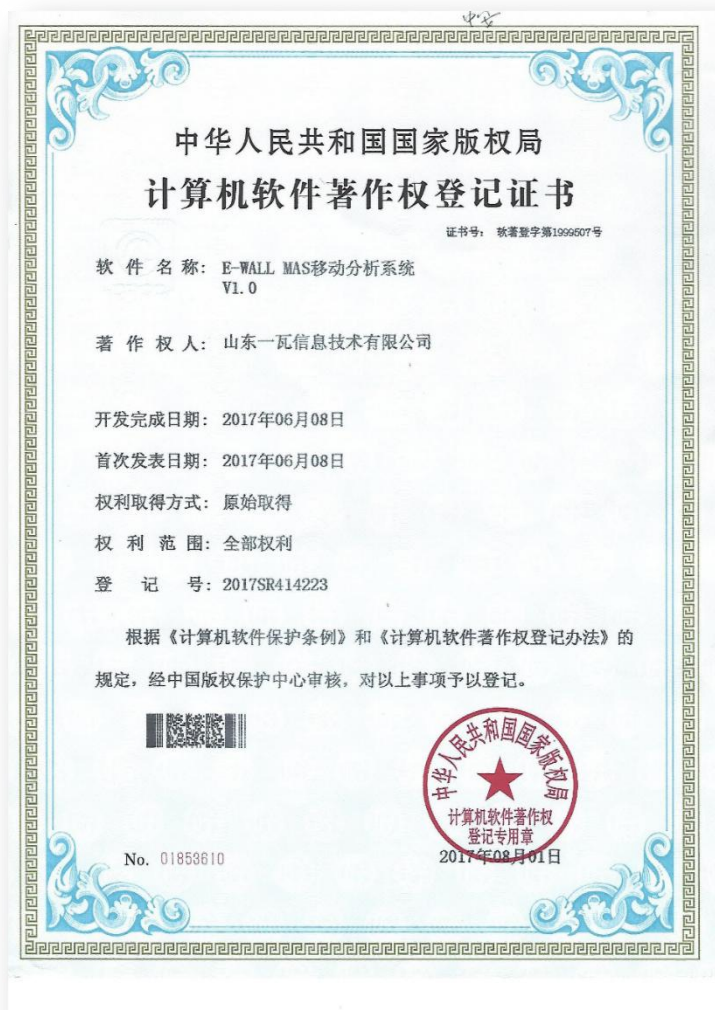 中华人民共和国国家版权局
计算机软件著作权登记证书
证书号： 软著登字第1999507号
软件名称： E-WALL MAS移动分析系统
V1.0
著作权人： 山东一瓦信息技术有限公司
开发完成日期： 2017年06月08日
首次发表日期： 2017年06月08日
权利取得方式： 原始取得
权利范围： 全部权利
登记号： 2017SR414223
根据《计算机软件保护条例》和《计算机软件著作权登记办法》的
规定，经中国版权保护中心审核，对以上事项予以登记。
中华人民共和国国家版权局
计算机软件著作权
登记专用章
No. 01853610
2017年08月01日